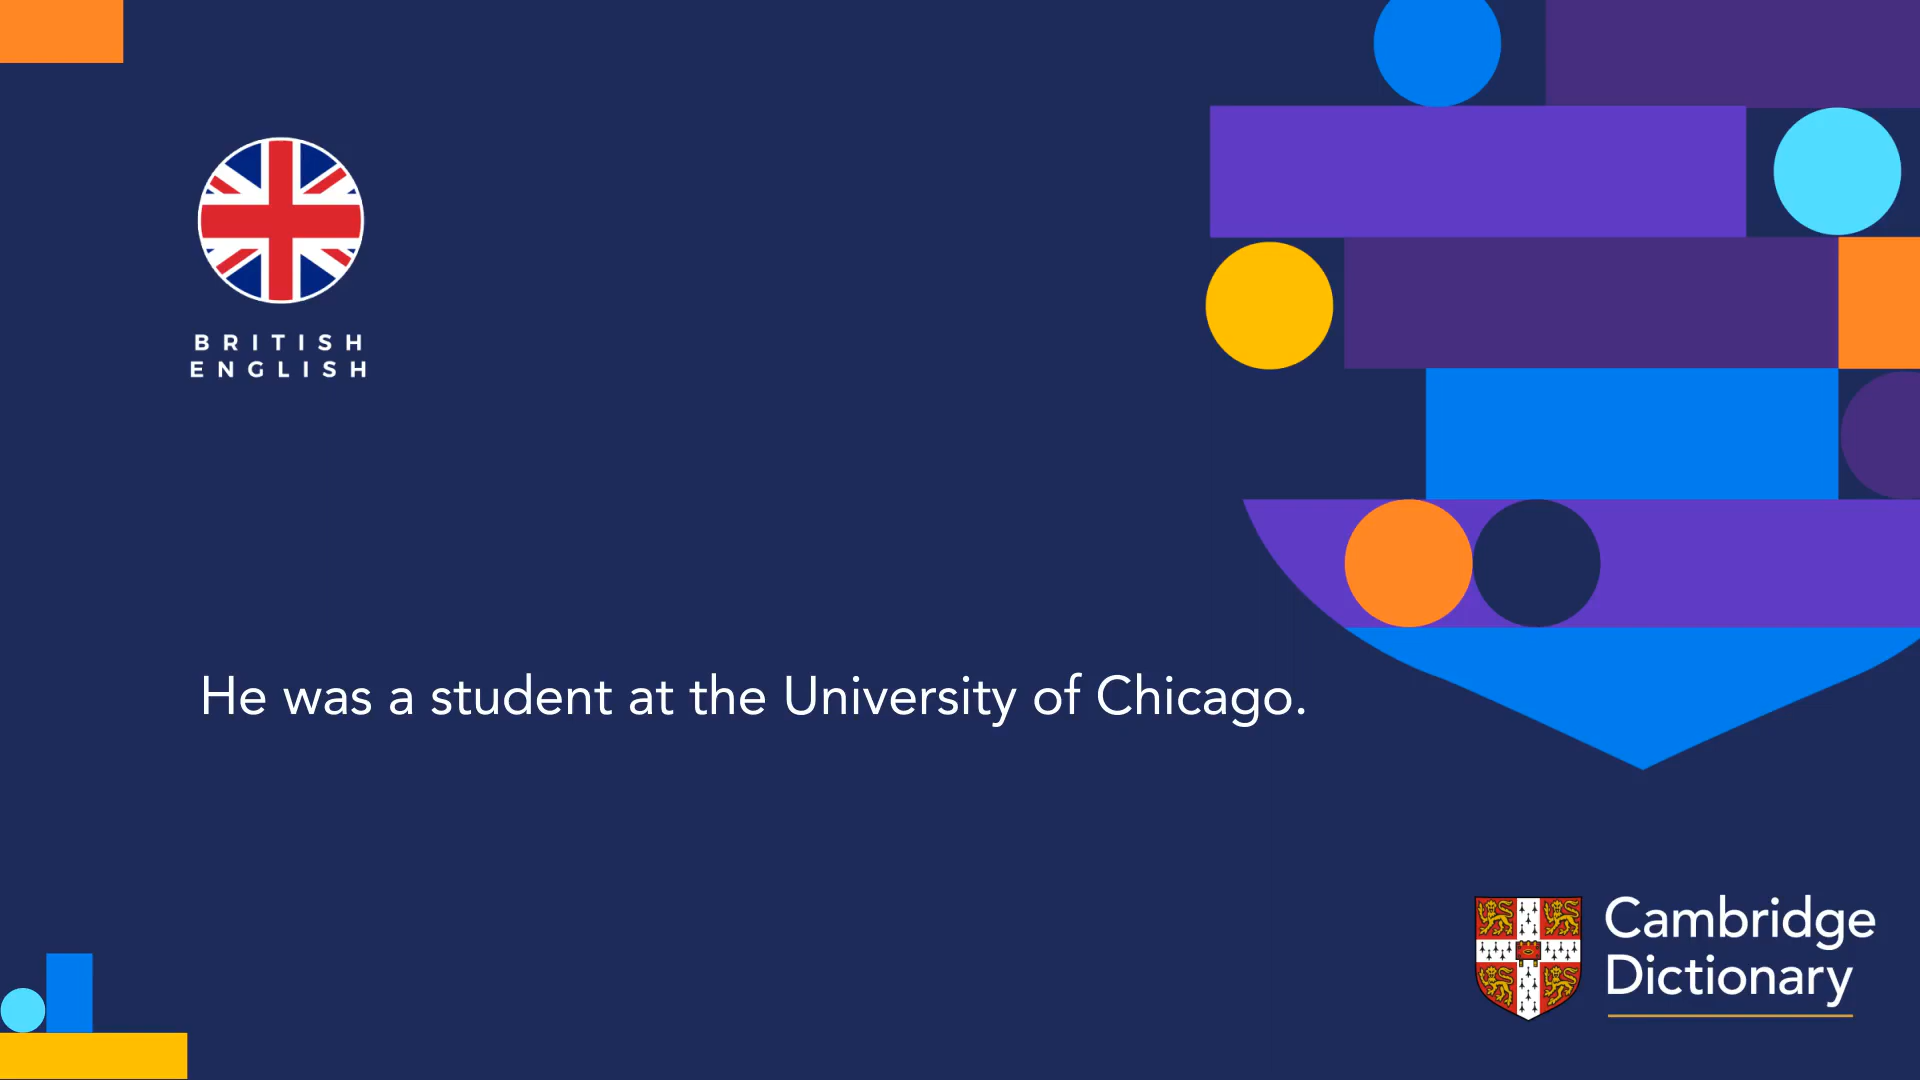 BRITISH
ENGLISH
He was a student at the University of Chicago.
Cambridge
Dictionary